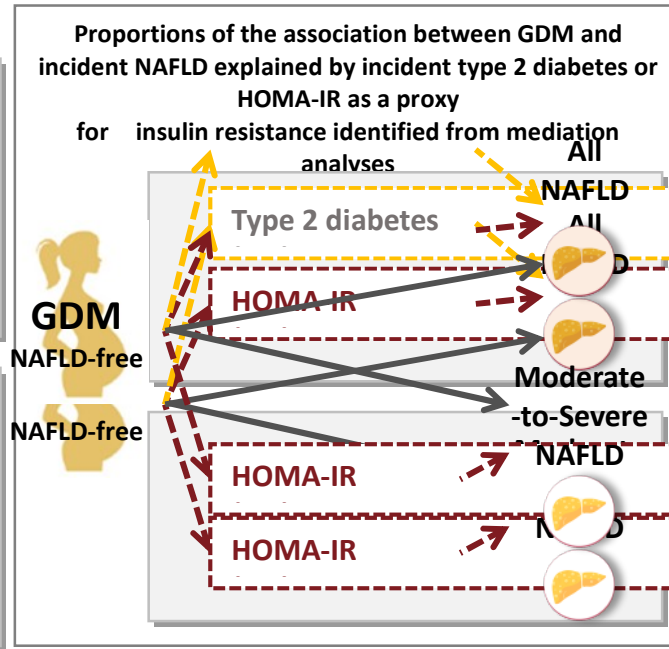 Proportions of the association between GDM and
incident NAFLD explained by incident type 2 diabetes or
HOMA-IR as a proxy
for insulin resistance identified from mediation
analyses
All
NAFLD
All
Type 2 diabetes
HOMA-IR
GDM
NAFLD-free
Moderate
-to-Severe
NAFLD-free
NAFLD
HOMA-IR
HOMA-IR